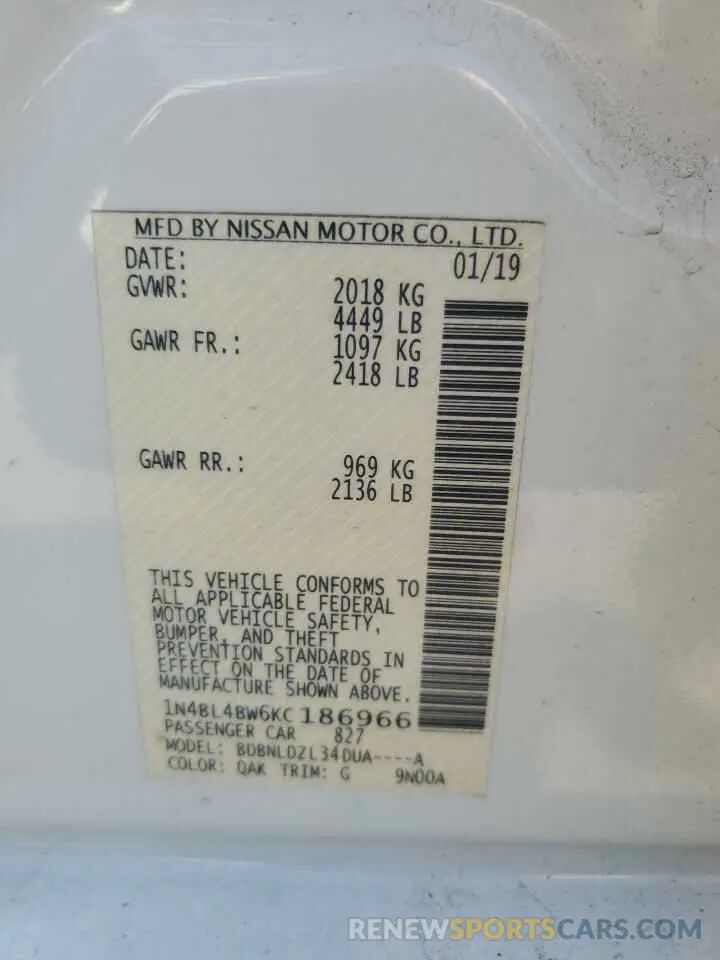 MFD BY NISSAN MOTOR CO., LTD.
DATE: 01/19
GVWR: 2018 KG
4449 LB
GAWR FR.: 1097 KG
2418 LB
GAWR RR.: 969 KG
2136 LB
THIS VEHICLE CONFORMS TO
ALL APPLICABLE FEDERAL
MOTOR VEHICLE SAFETY,
BUMPER, AND THEFT
PREVENTION STANDARDS IN
EFFECT ON THE DATE OF
MANUFACTURE SHOWN ABOVE.
1N4BL4BW6KC186966
PASSENGER CAR 827
MODEL: BDBNLDZL34DUA----A
COLOR: QAK TRIM: G 9N00A
RENEWSPORTSCARS.COM